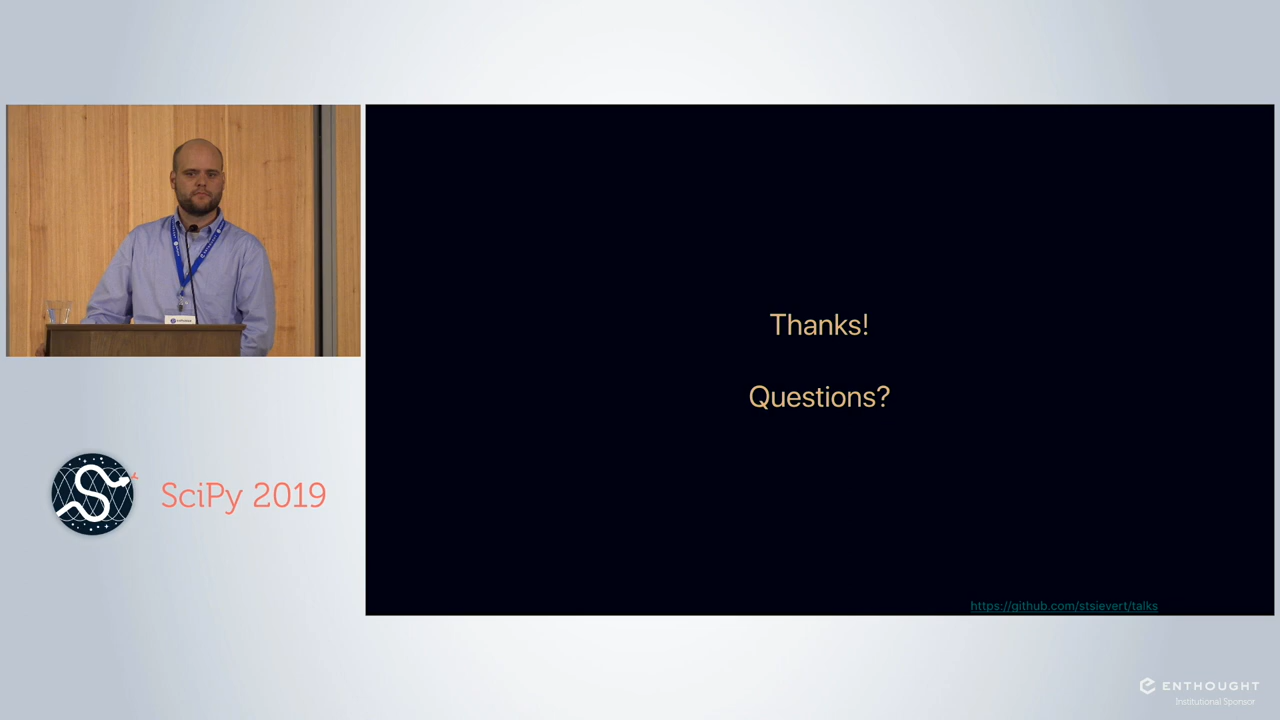 Thanks!
Questions?
https://github.com/stsievert/talks
SciPy 2019
ENTHOUGHT
Institutional Sponsor